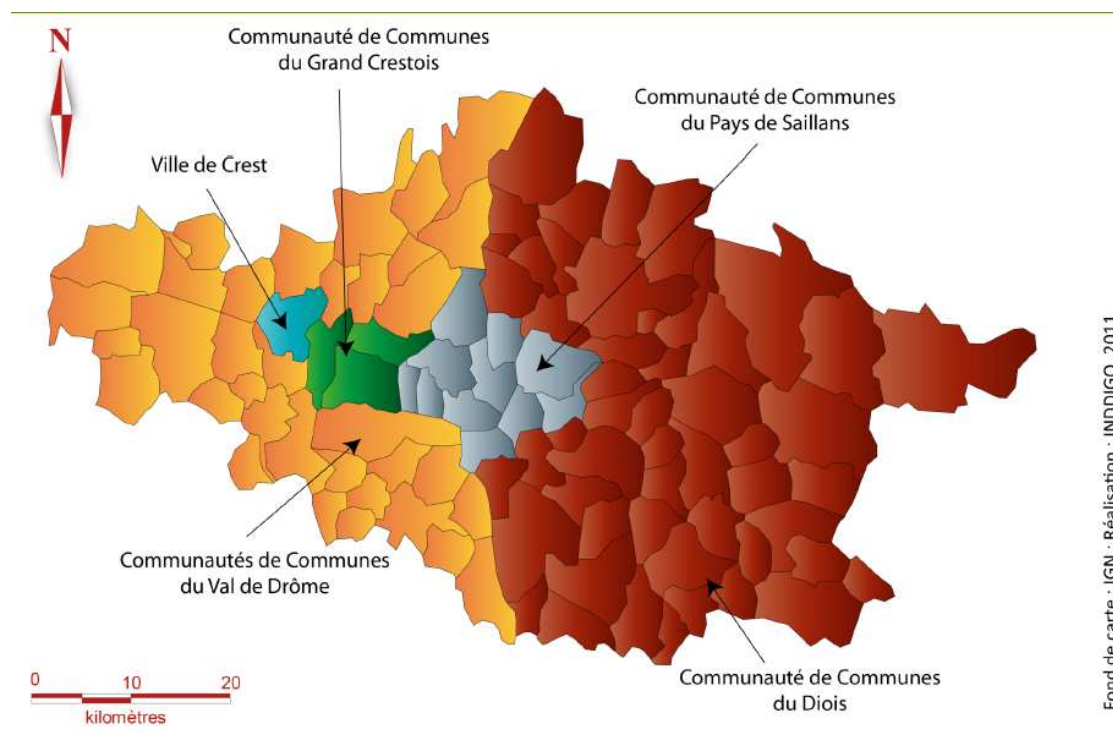 N
Communauté de Communes
du Grand Crestois
Communauté de Communes
du Pays de Saillans
Ville de Crest
Communautés de Communes
du Val de Drôme
Communauté de Communes
du Diois
0 10 20
kilomètres
Fond de carte : IGN ; Réalisation : INDDIGO, 2011